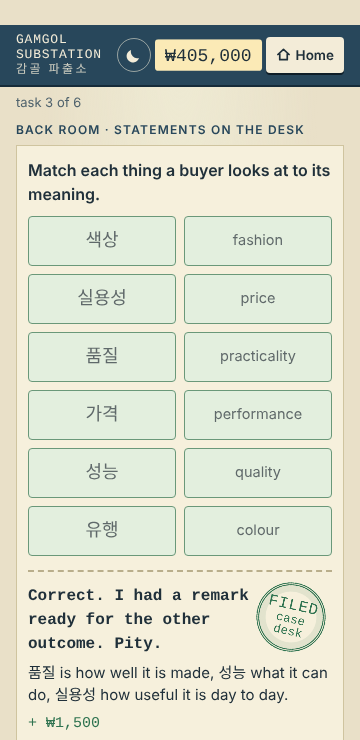 GAMGOL
SUBSTATION
감골 파출소
₩405,000
Home
task 3 of 6
BACK ROOM · STATEMENTS ON THE DESK
Match each thing a buyer looks at to its
meaning.
색상
fashion
실용성
price
품질
practicality
가격
performance
성능
quality
유행
colour
Correct. I had a remark
ready for the other
outcome. Pity.
FILED
case
desk
품질 is how well it is made, 성능 what it can
do, 실용성 how useful it is day to day.
+ ₩1,500